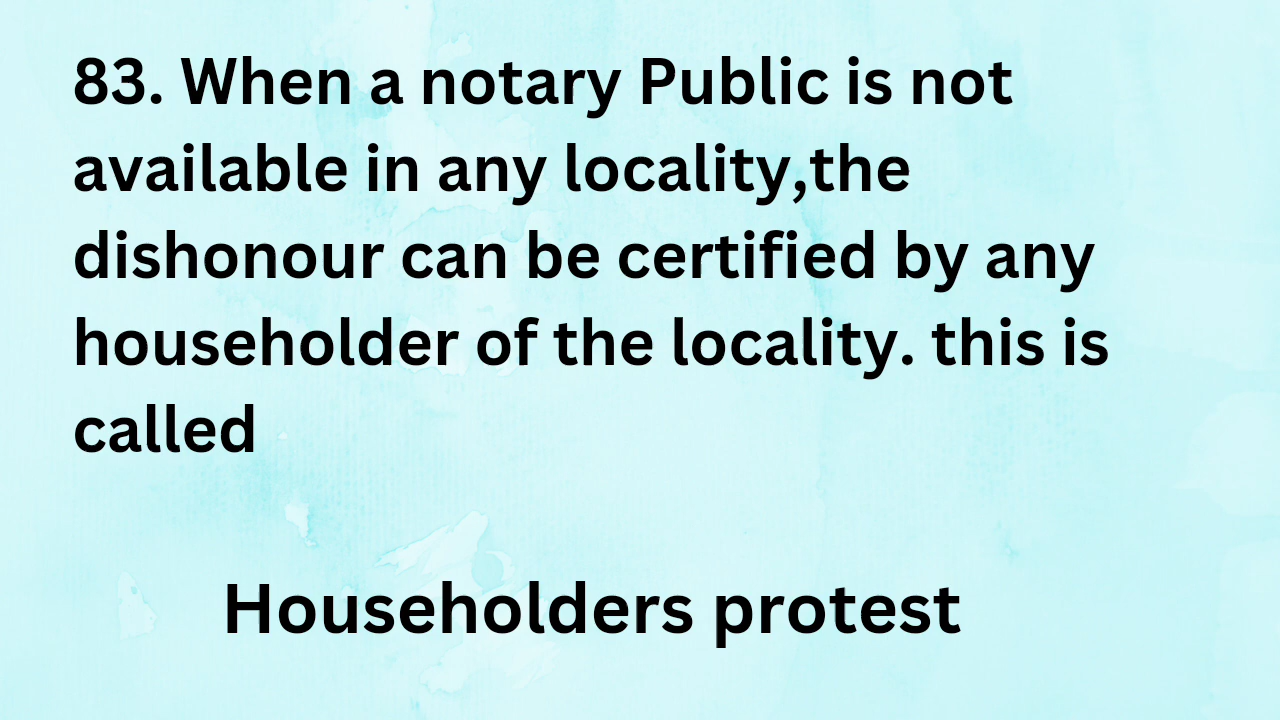 83. When a notary Public is not
available in any locality,the
dishonour can be certified by any
householder of the locality. this is
called
Householders protest